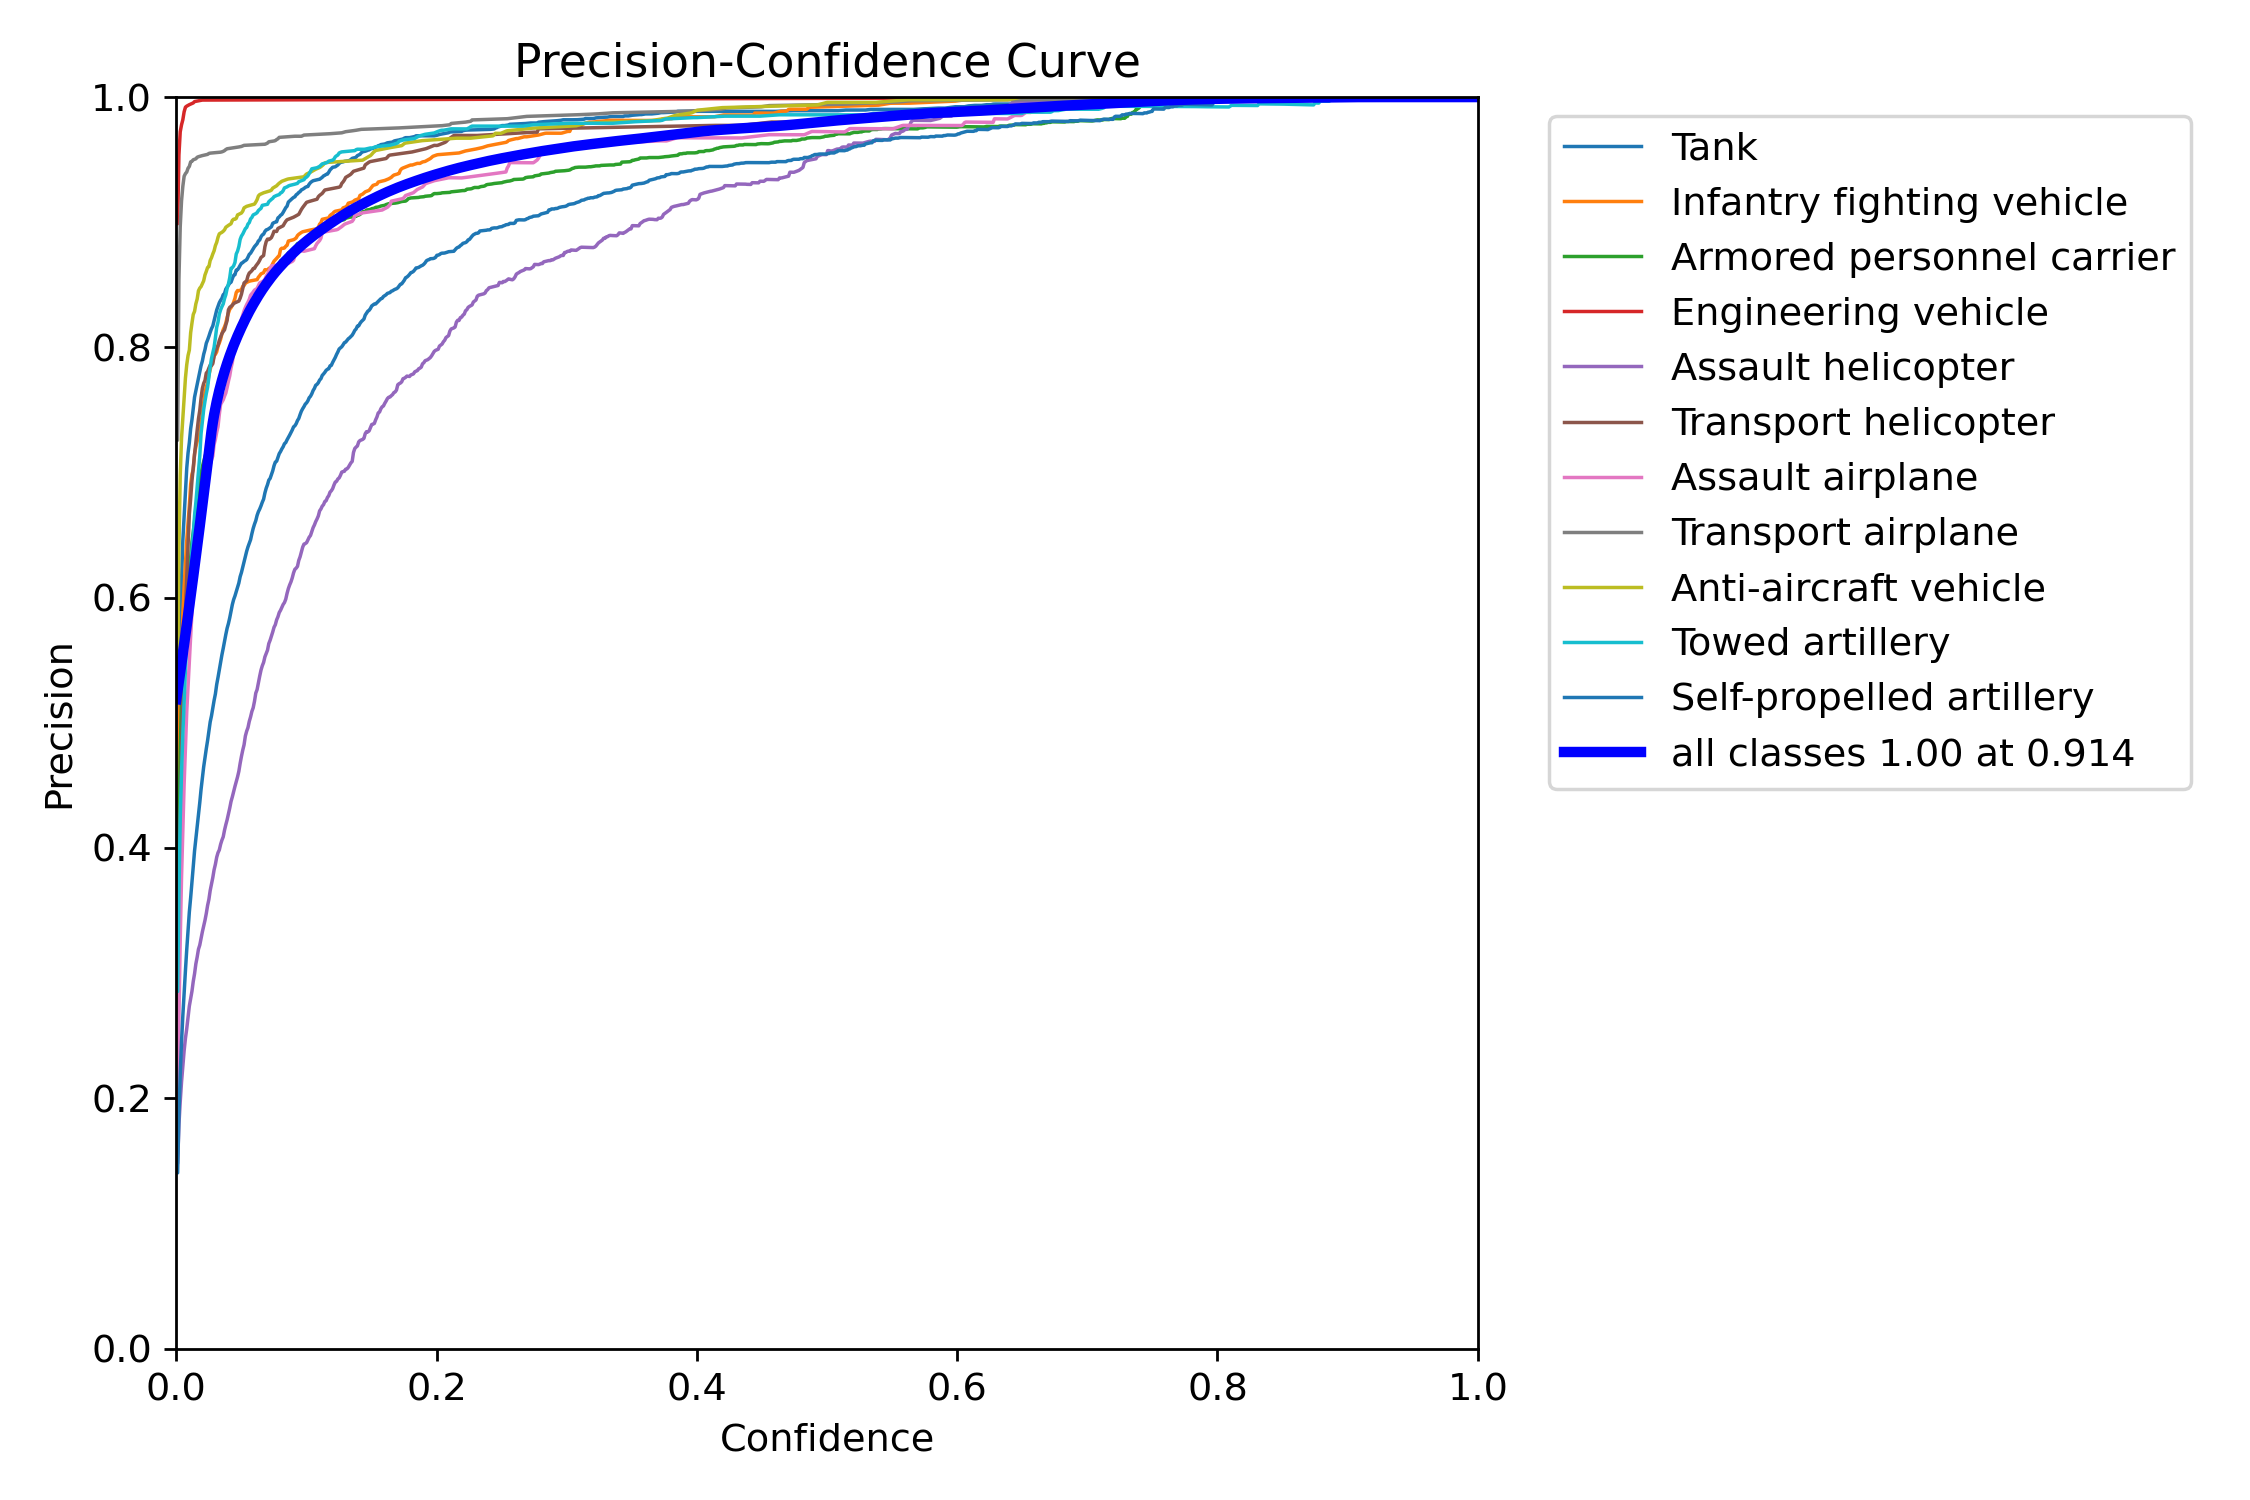 Precision-Confidence Curve
1.0
0.8
0.6
0.4
0.2
0.0
Precision
0.0 0.2 0.4 0.6 0.8 1.0
Confidence
Tank
Infantry fighting vehicle
Armored personnel carrier
Engineering vehicle
Assault helicopter
Transport helicopter
Assault airplane
Transport airplane
Anti-aircraft vehicle
Towed artillery
Self-propelled artillery
all classes 1.00 at 0.914